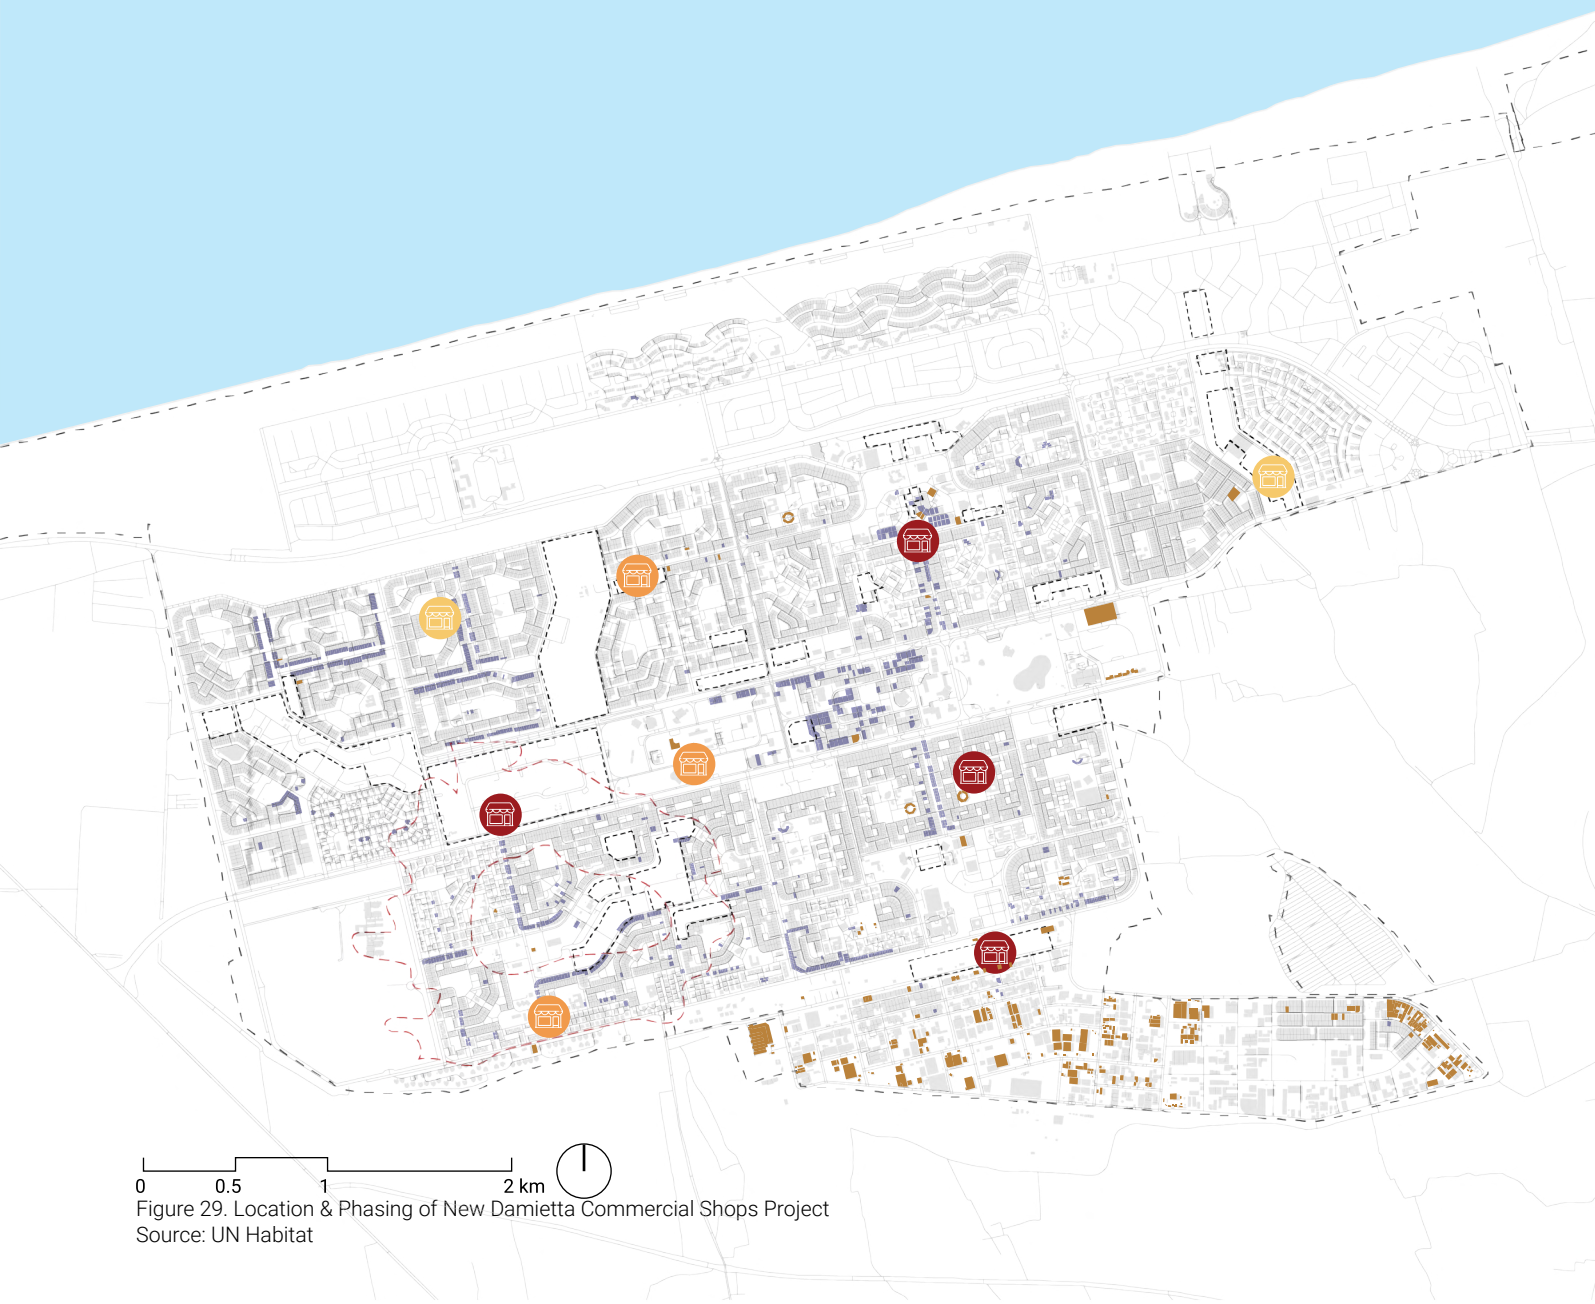 0 0.5 1 2 km
Figure 29. Location & Phasing of New Damietta Commercial Shops Project
Source: UN Habitat